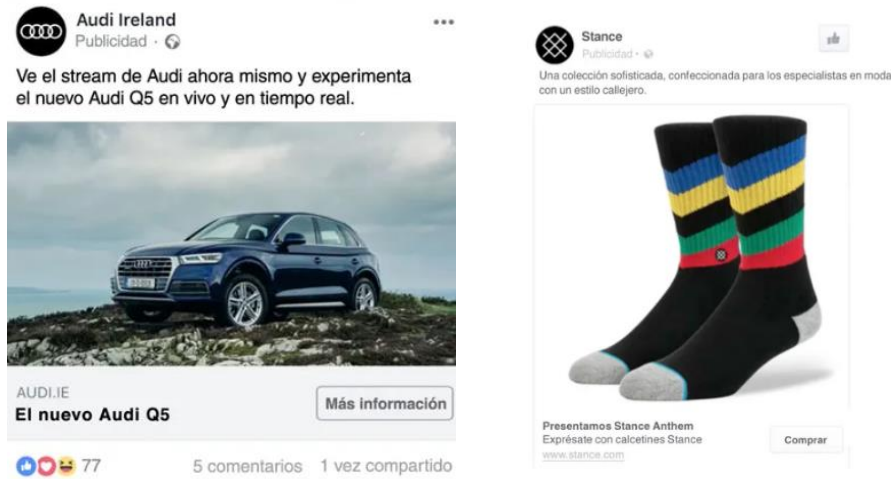 Audi Ireland
Publicidad ·
Ve el stream de Audi ahora mismo y experimenta
el nuevo Audi Q5 en vivo y en tiempo real.
AUDI.IE
El nuevo Audi Q5
Más información
77
5 comentarios 1 vez compartido
Stance
Publicidad ·
Una colección sofisticada, confeccionada para los especialistas en moda
con un estilo callejero.
Presentamos Stance Anthem
Exprésate con calcetines Stance
www.stance.com
Comprar